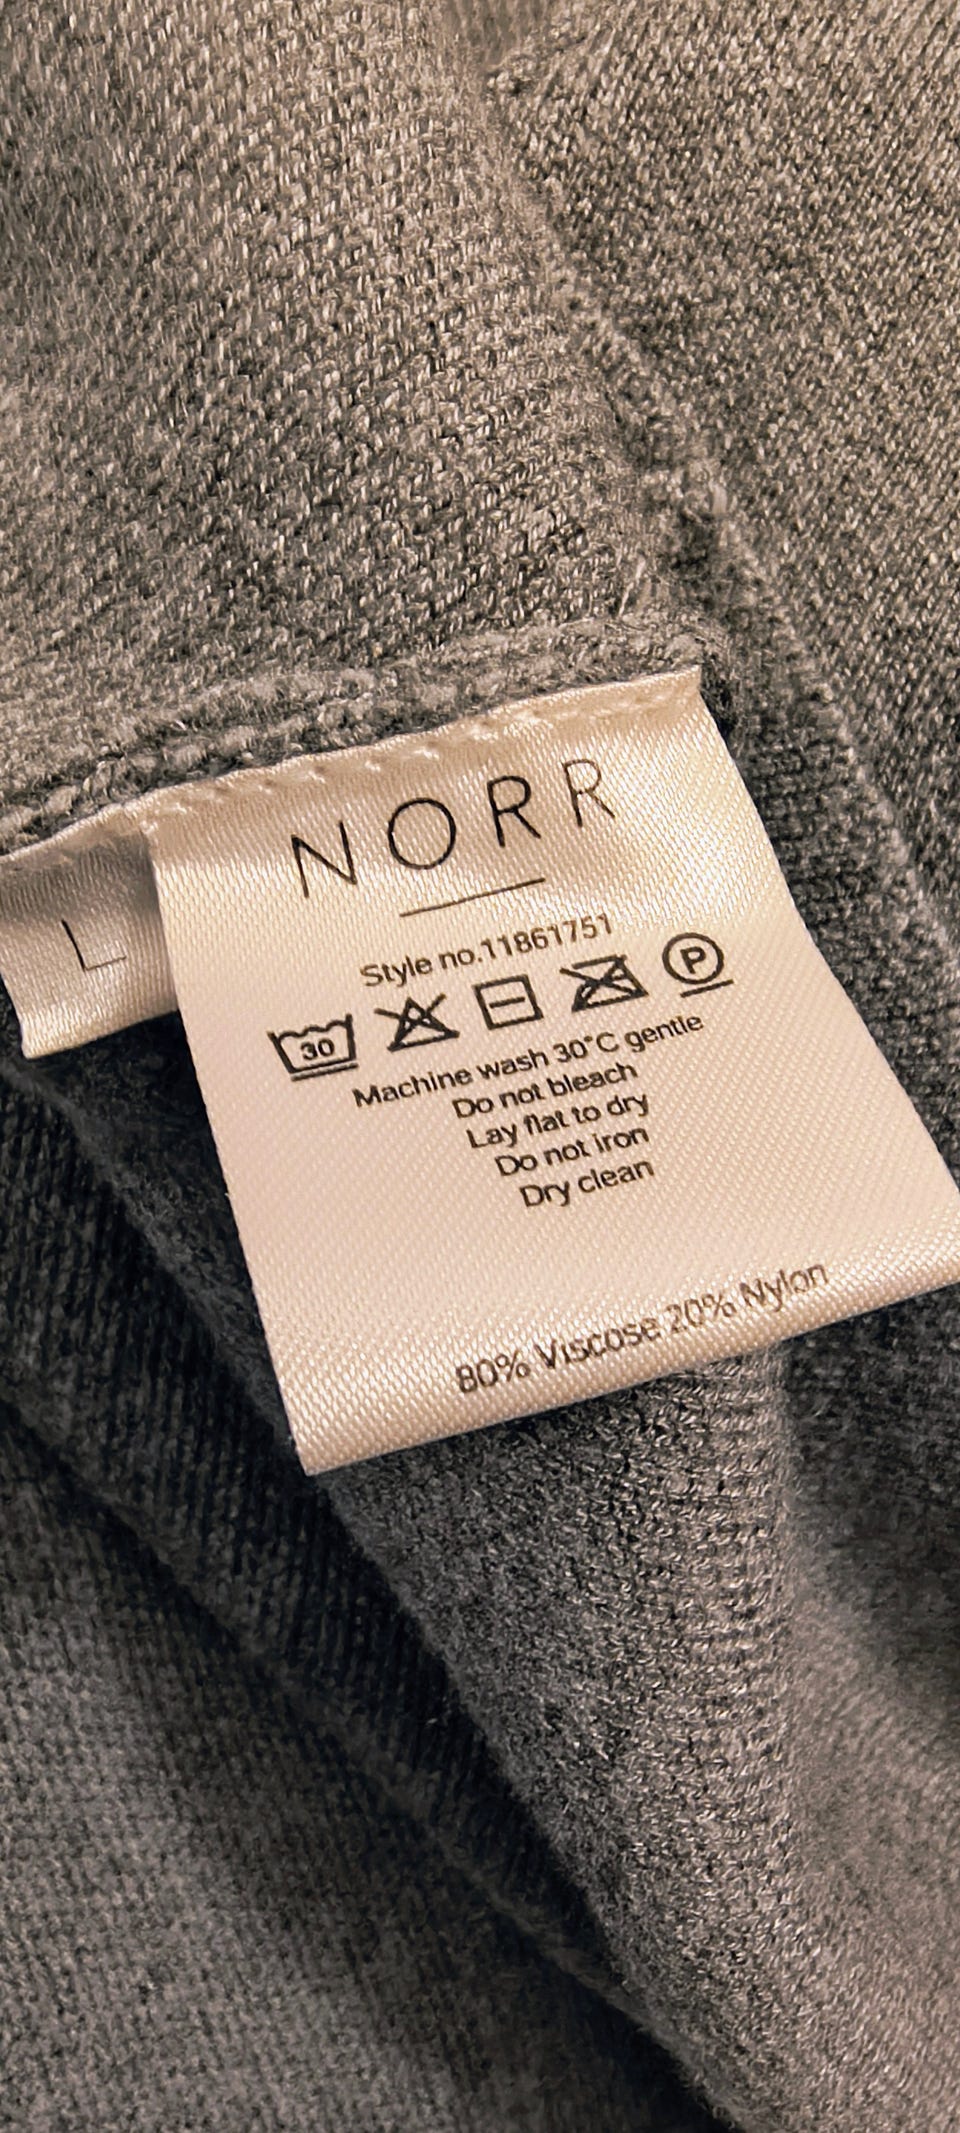 NORR
L
Style no.11861751
30 P
Machine wash 30°C gentle
Do not bleach
Lay flat to dry
Do not iron
Dry clean
80% Viscose 20% Nylon